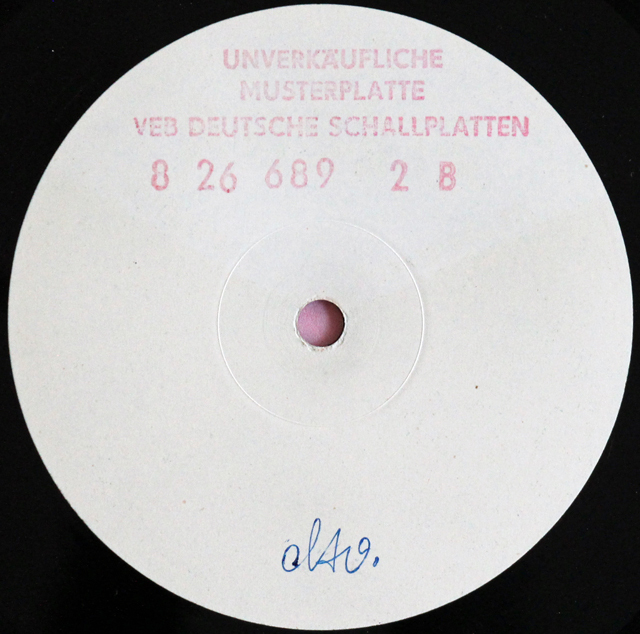 UNVERKÄUFLICHE
MUSTERPLATTE
VEB DEUTSCHE SCHALLPLATTEN
8 26 689 2 B